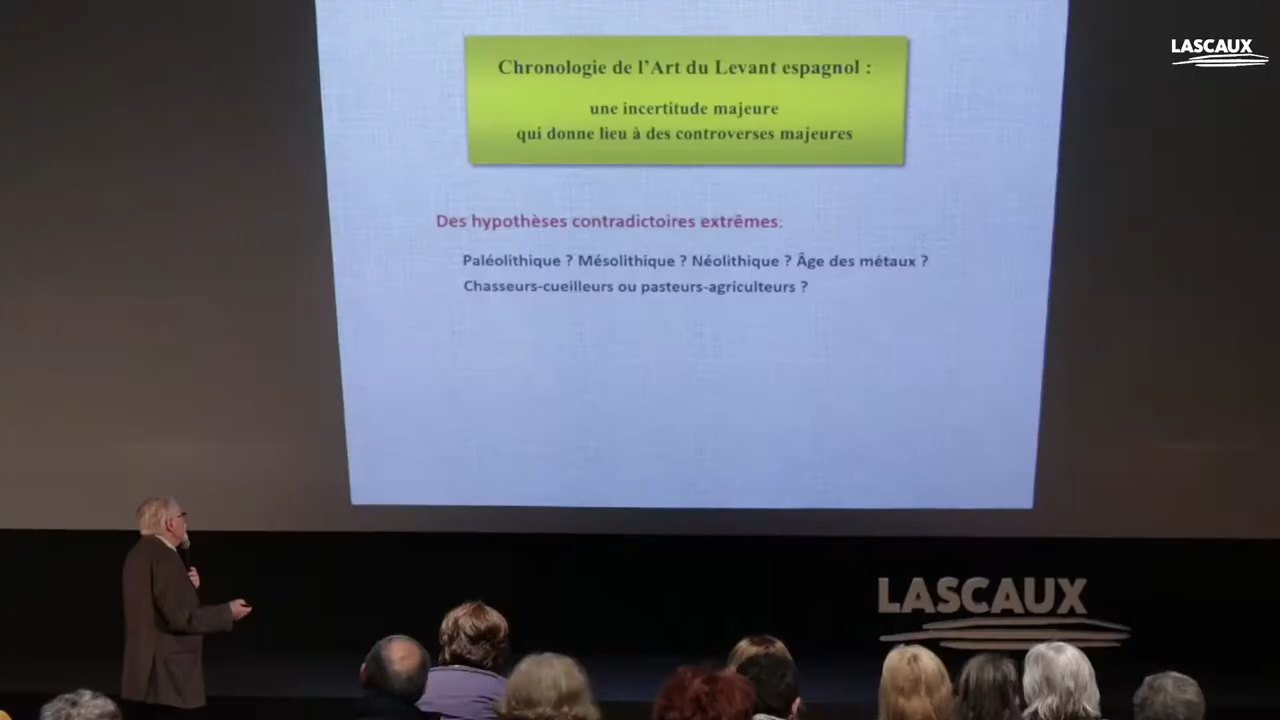 LASCAUX
Chronologie de l'Art du Levant espagnol :
une incertitude majeure
qui donne lieu à des controverses majeures
Des hypothèses contradictoires extrêmes:
Paléolithique ? Mésolithique ? Néolithique ? Âge des métaux ?
Chasseurs-cueilleurs ou pasteurs-agriculteurs ?
LASCAUX